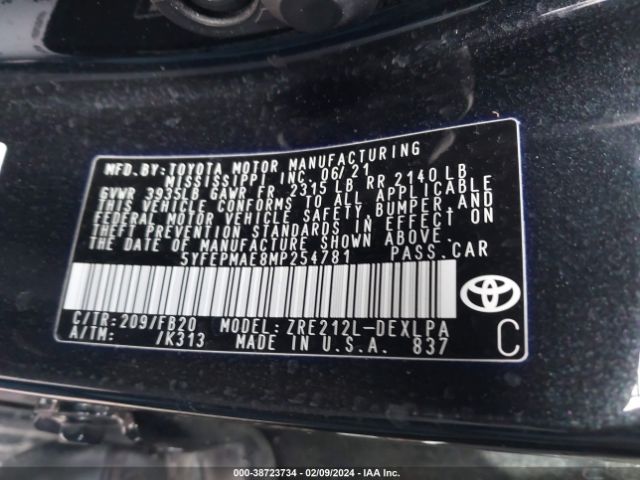 MFD.BY: TOYOTA MOTOR MANUFACTURING
MISSISSIPPI INC. 06/21
GVWR 3935LB GAWR FR 2315 LB RR 2140 LB
THIS VEHICLE CONFORMS TO ALL APPLICABLE
FEDERAL MOTOR VEHICLE SAFETY, BUMPER, AND
THEFT PREVENTION STANDARDS IN EFFECT ON
THE DATE OF MANUFACTURE SHOWN ABOVE.
5YFEPMAE8MP254781 PASS.CAR
C/TR: 209/FB20 MODEL: ZRE212L-DEXLPA
A/TM: /K313 MADE IN U.S.A. 837
TOYOTA
C
000-38723734 - 02/09/2024 - IAA Inc.